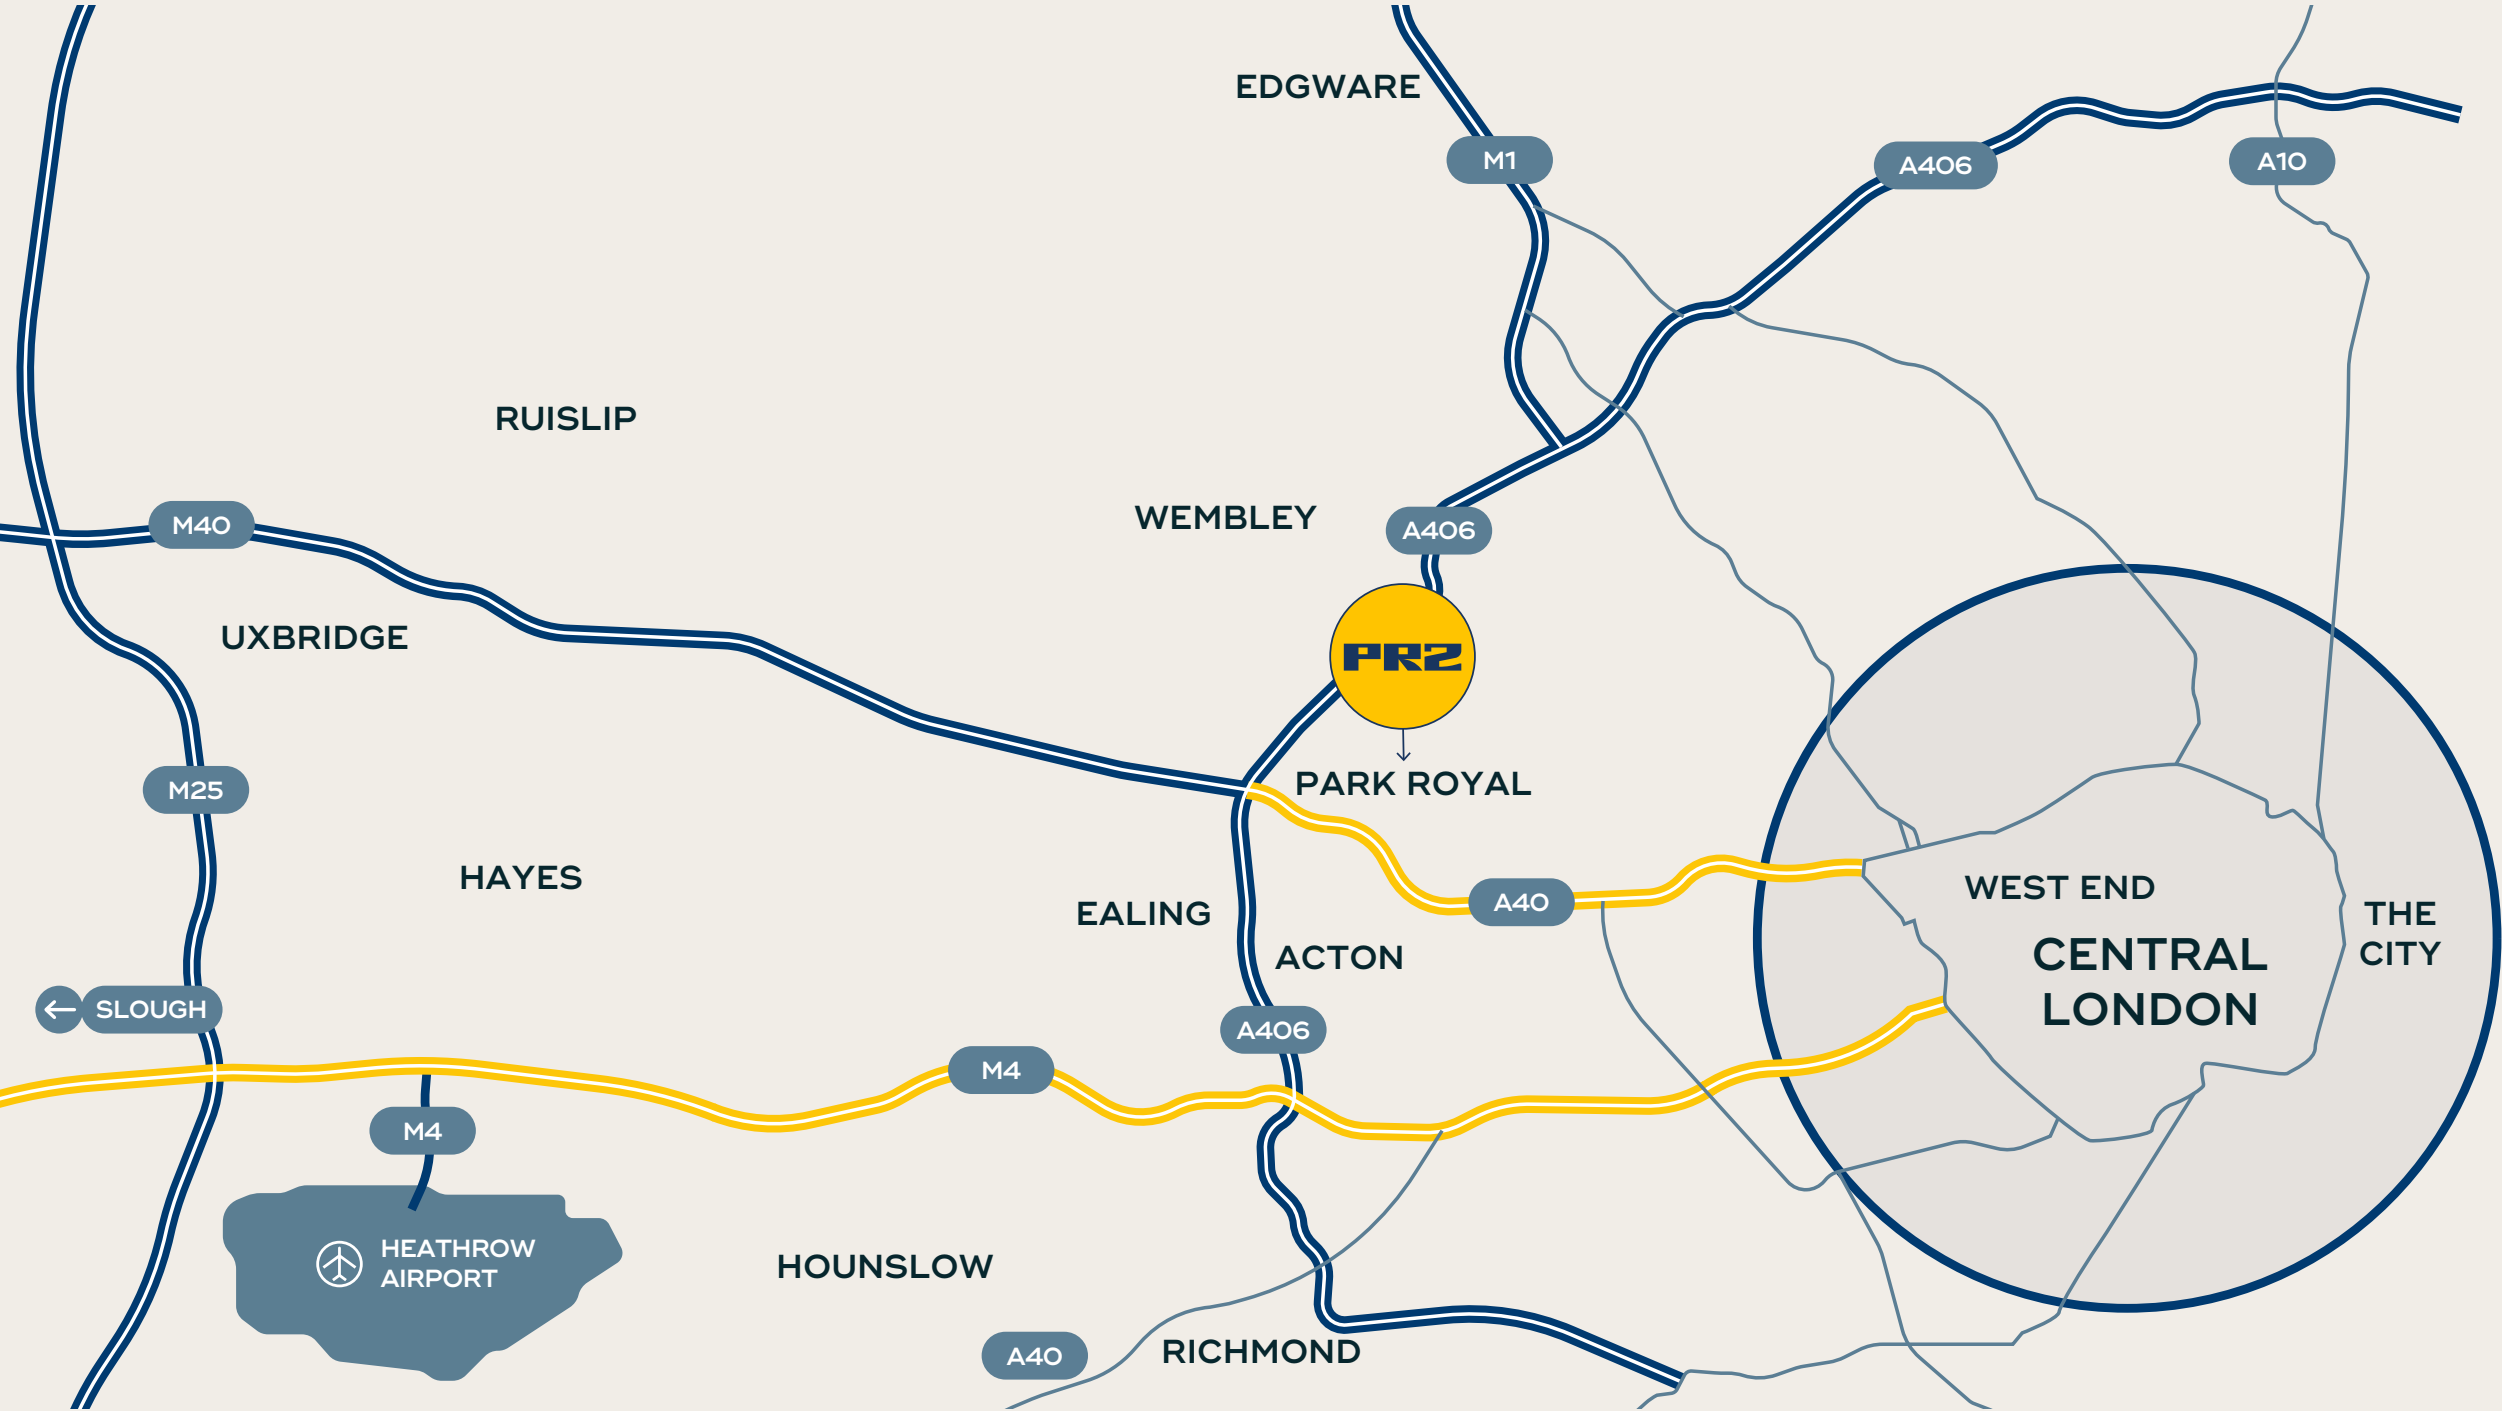 EDGWARE
M1
A406
A10
RUISLIP
M40
WEMBLEY
A406
UXBRIDGE
PR2
PARK ROYAL
M25
HAYES
EALING
A40
WEST END
THE
CITY
ACTON
CENTRAL
LONDON
SLOUGH
A406
M4
M4
HEATHROW
AIRPORT
HOUNSLOW
A40
RICHMOND